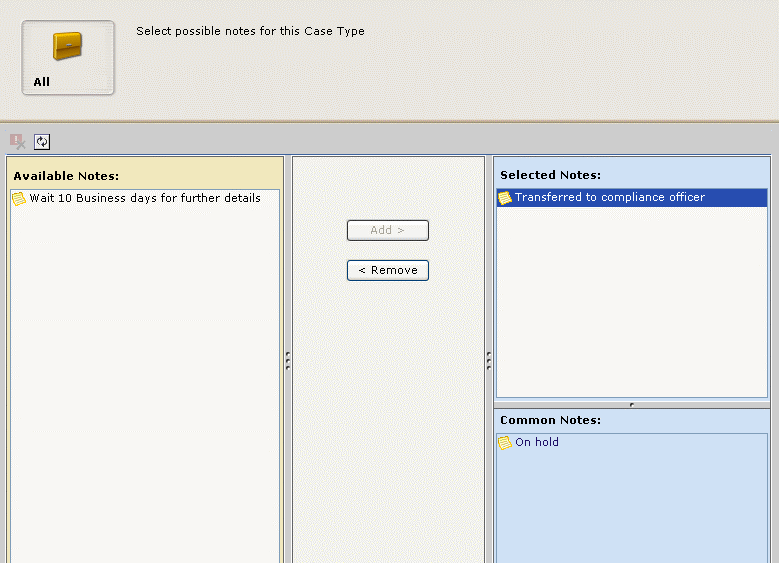 Select possible notes for this Case Type
All
Available Notes:
Wait 10 Business days for further details
Add >
< Remove
Selected Notes:
Transferred to compliance officer
Common Notes:
On hold